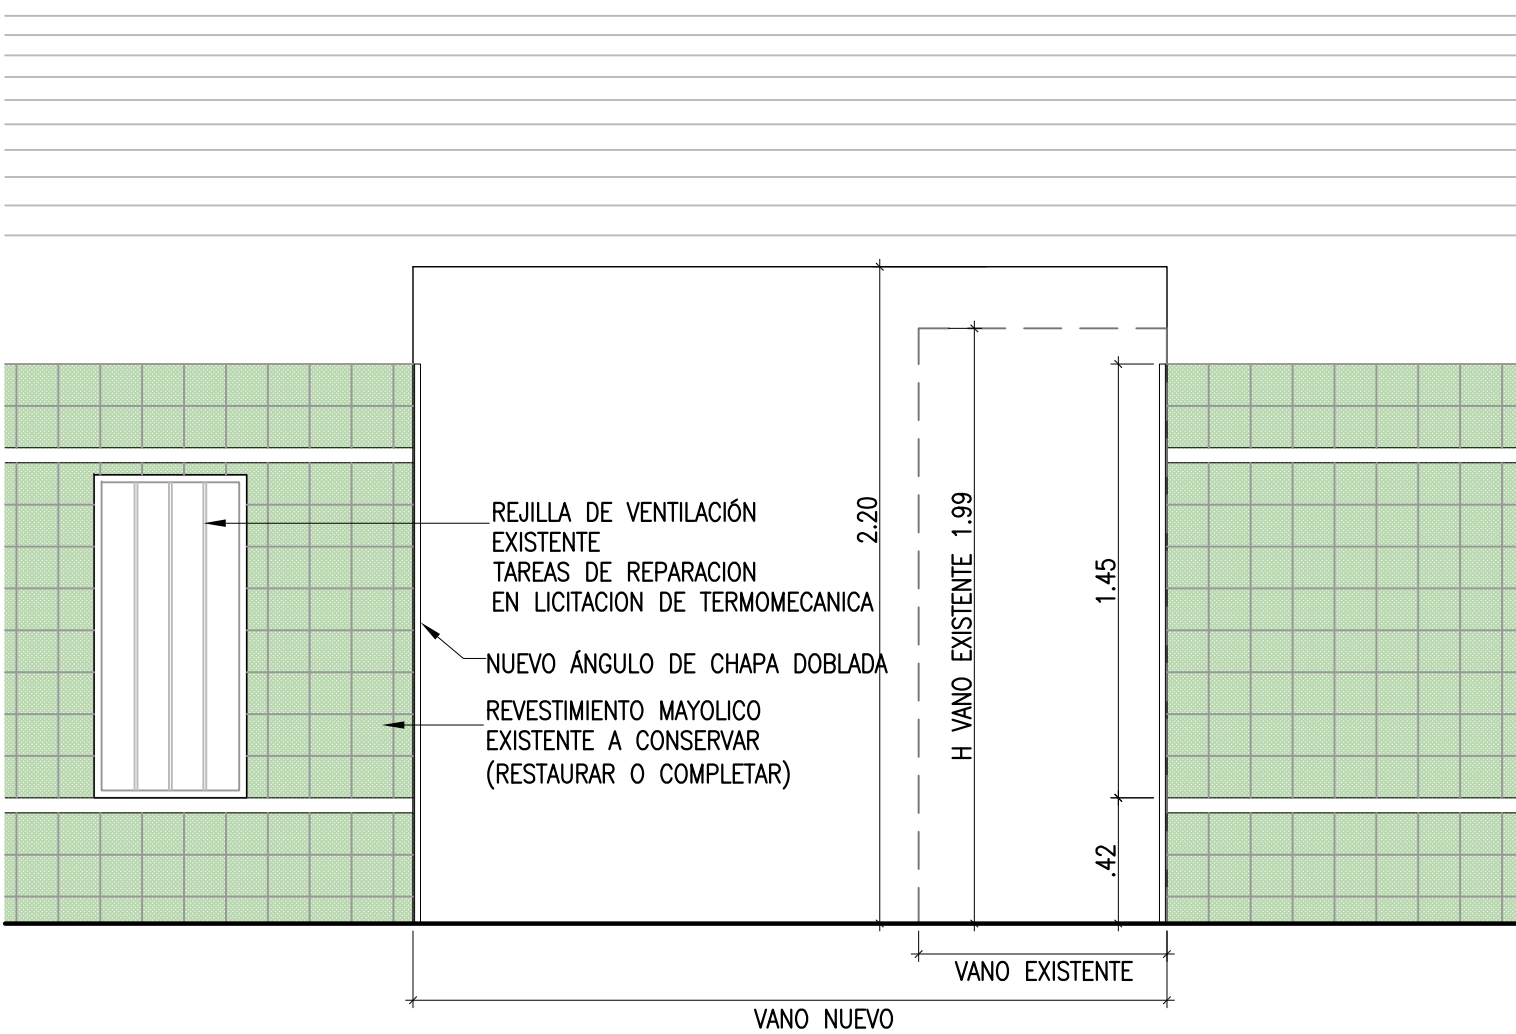 REJILLA DE VENTILACIÓN
EXISTENTE
TAREAS DE REPARACION
EN LICITACION DE TERMOMECANICA
NUEVO ÁNGULO DE CHAPA DOBLADA
REVESTIMIENTO MAYOLICO
EXISTENTE A CONSERVAR
(RESTAURAR O COMPLETAR)
2.20
H VANO EXISTENTE 1.99
1.45
.42
VANO EXISTENTE
VANO NUEVO